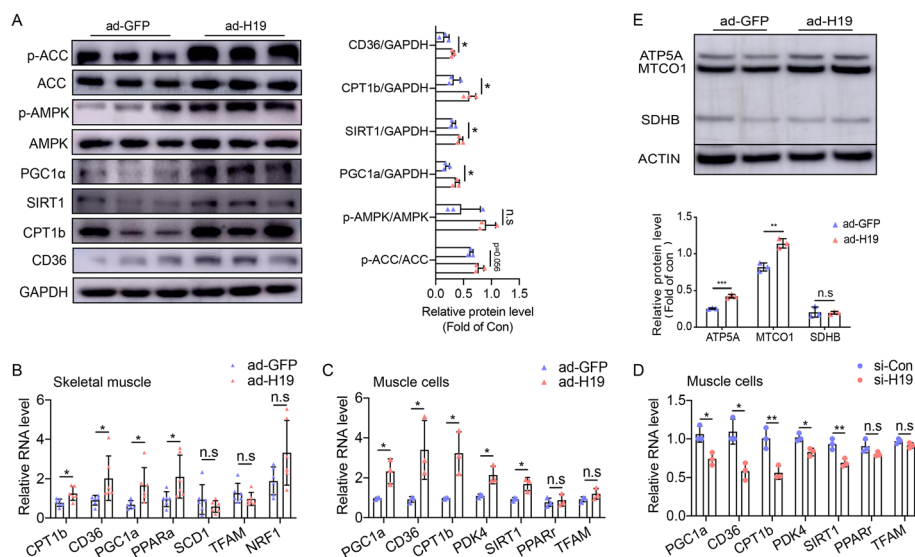 A
ad-GFP
ad-H19
p-ACC
ACC
p-AMPK
AMPK
PGC1α
SIRT1
CPT1b
CD36
GAPDH
CD36/GAPDH
*
CPT1b/GAPDH
*
SIRT1/GAPDH
*
PGC1a/GAPDH
*
p-AMPK/AMPK
n.s
p-ACC/ACC
p=0.056
0.0
0.5
1.0
1.5
Relative protein level
(Fold of Con)
E
ad-GFP
ad-H19
ATP5A
MTCO1
SDHB
ACTIN
Relative protein level
(Fold of con)
1.5
1.0
0.5
0.0
ad-GFP
ad-H19
***
**
n.s
ATP5A
MTCO1
SDHB
B
Skeletal muscle
ad-GFP
ad-H19
Relative RNA level
6
4
2
0
*
*
*
*
n.s
n.s
n.s
CPT1b
CD36
PGC1a
PPARa
SCD1
TFAM
NRF1
C
Muscle cells
ad-GFP
ad-H19
Relative RNA level
6
4
2
0
*
*
*
*
*
n.s
n.s
PGC1a
CD36
CPT1b
PDK4
SIRT1
PPARr
TFAM
D
Muscle cells
si-Con
si-H19
Relative RNA level
1.5
1.0
0.5
0.0
*
*
**
*
**
n.s
n.s
PGC1a
CD36
CPT1b
PDK4
SIRT1
PPARr
TFAM